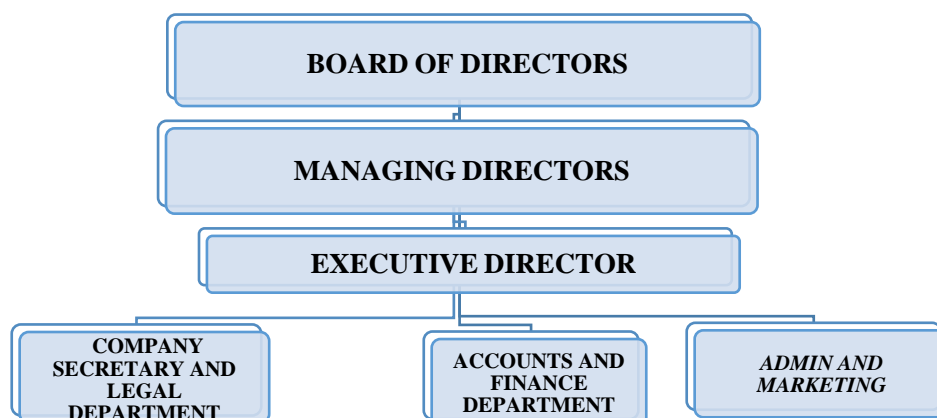 BOARD OF DIRECTORS
MANAGING DIRECTORS
EXECUTIVE DIRECTOR
COMPANY
SECRETARY AND
LEGAL
DEPARTMENT
ACCOUNTS AND
FINANCE
DEPARTMENT
ADMIN AND
MARKETING